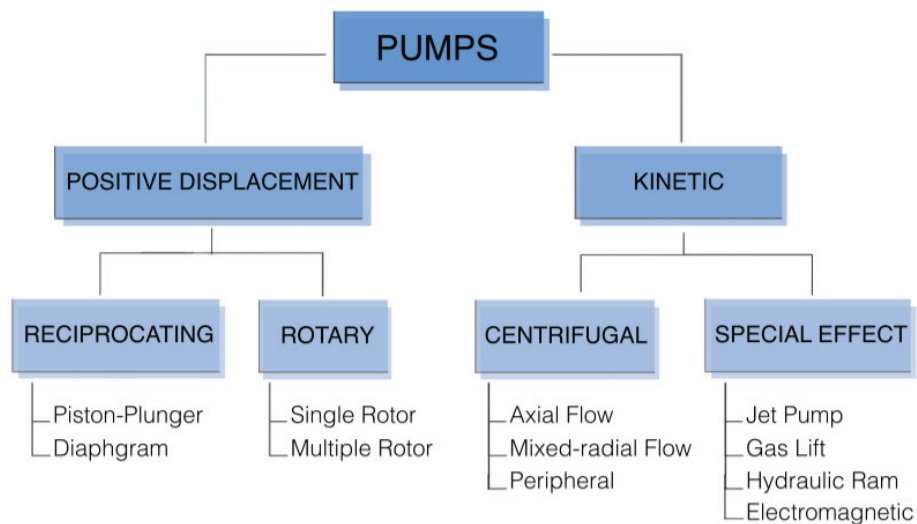 PUMPS
POSITIVE DISPLACEMENT
KINETIC
RECIPROCATING
ROTARY
CENTRIFUGAL
SPECIAL EFFECT
Piston-Plunger
Diaphgram
Single Rotor
Multiple Rotor
Axial Flow
Mixed-radial Flow
Peripheral
Jet Pump
Gas Lift
Hydraulic Ram
Electromagnetic